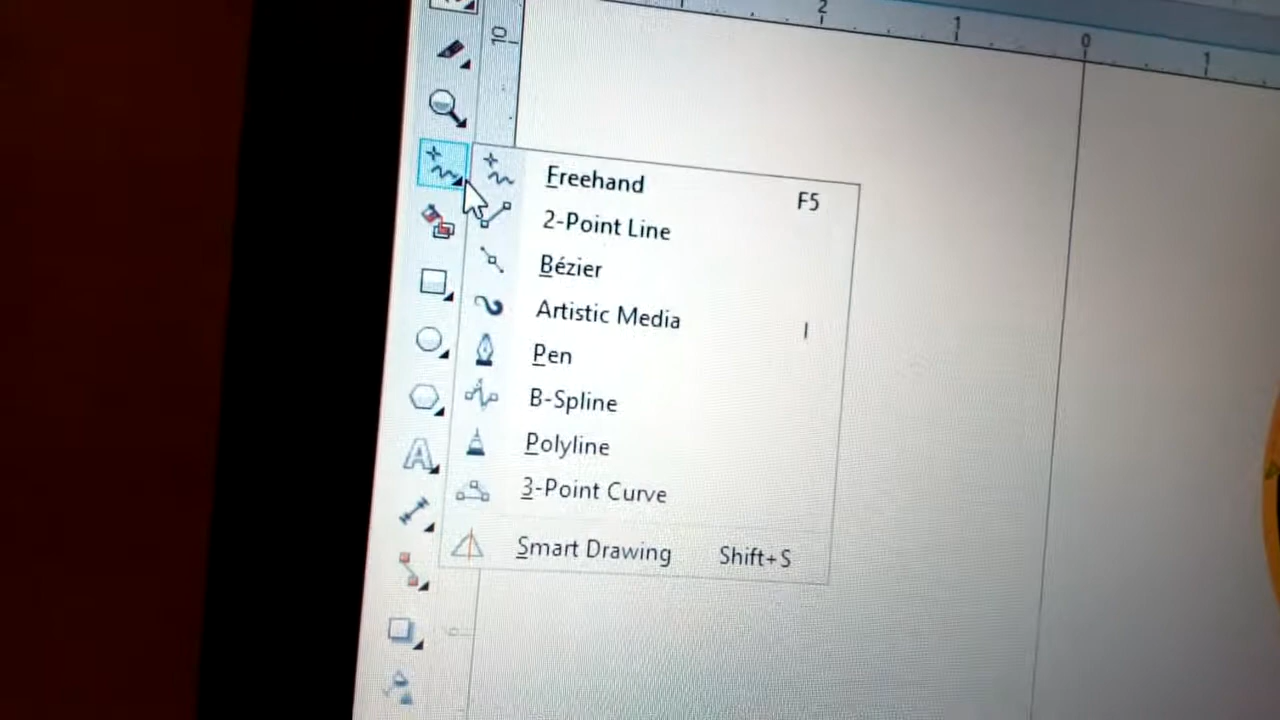 2
1
0
1
10
Freehand F5
2-Point Line
Bézier
Artistic Media I
Pen
B-Spline
Polyline
3-Point Curve
Smart Drawing Shift+S